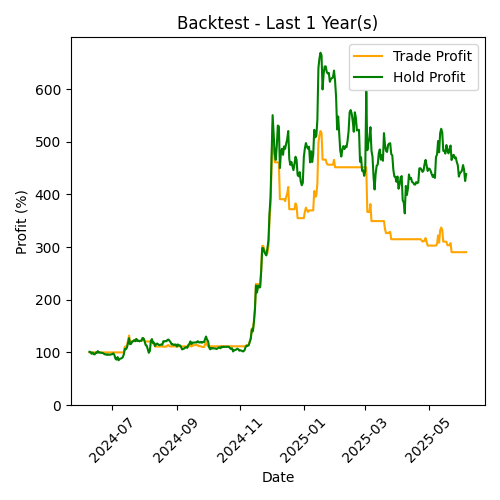 Backtest - Last 1 Year(s)
Trade Profit
Hold Profit
Profit (%)
600
500
400
300
200
100
0
2024-07
2024-09
2024-11
2025-01
2025-03
2025-05
Date